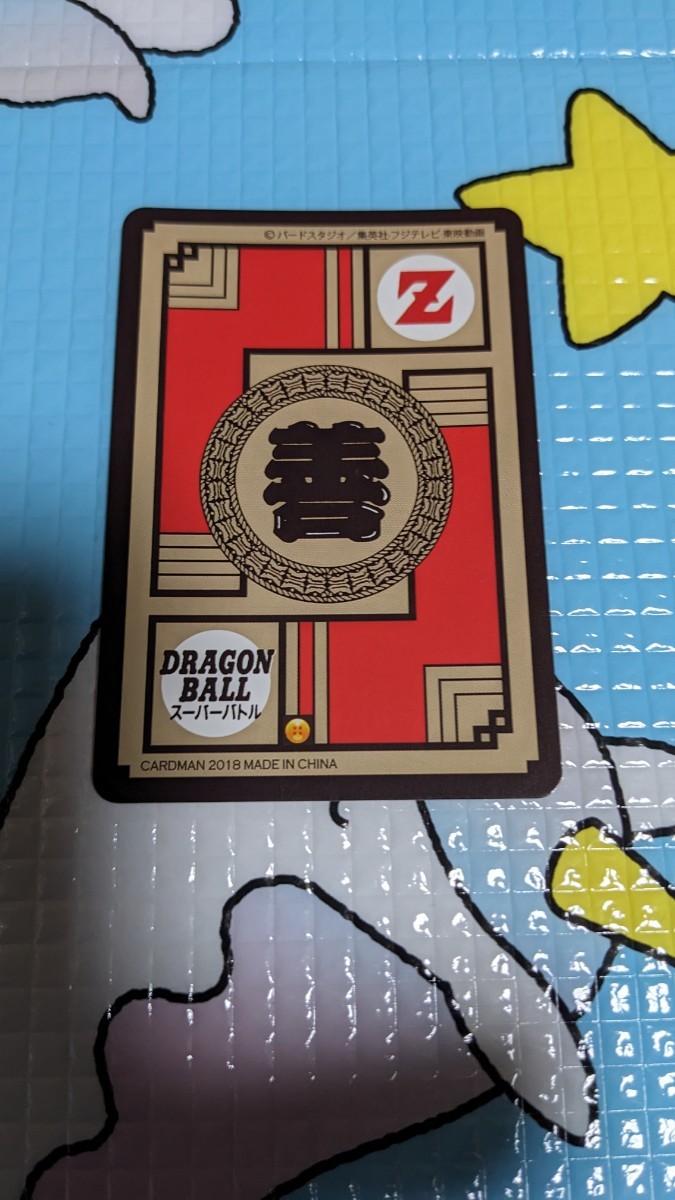 ©バードスタジオ／集英社・フジテレビ・東映動画
Z
善
DRAGON
BALL
スーパーバトル
CARDMAN 2018 MADE IN CHINA